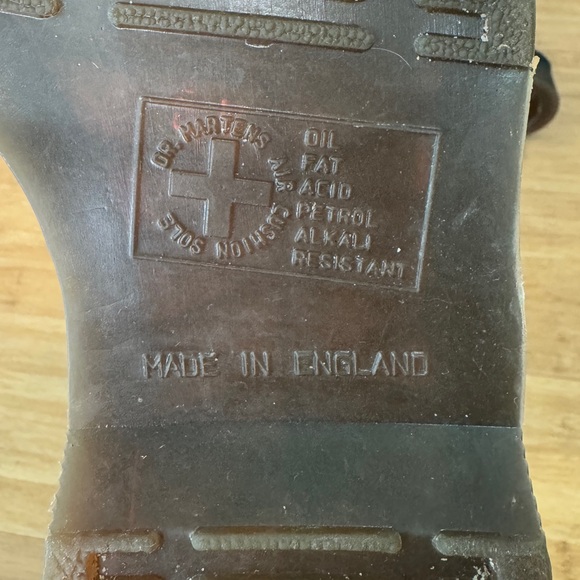 DR. MARTENS AIR CUSHION SOLES
OIL
FAT
ACID
PETROL
ALKALI
RESISTANT
MADE IN ENGLAND